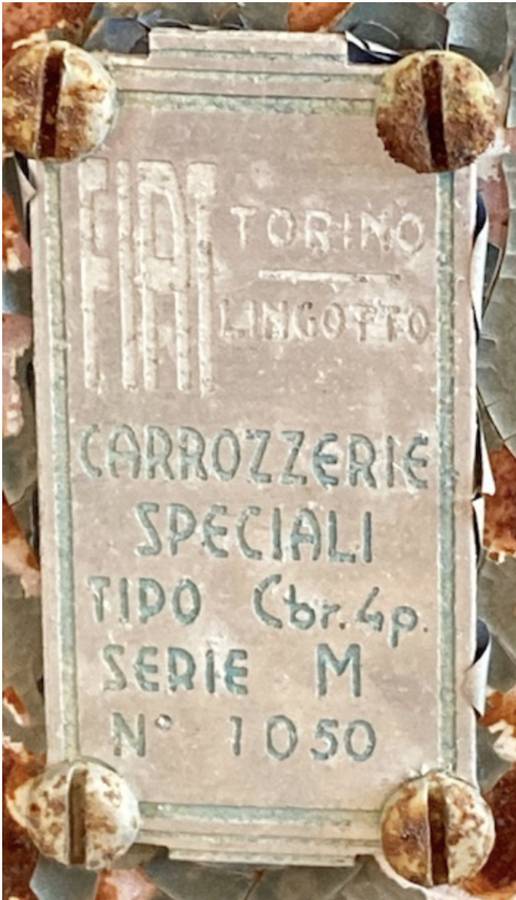 FIAT
TORINO
LINGOTTO
CARROZZERIE
SPECIALI
TIPO Cbr. 4p.
SERIE M
N° 1050